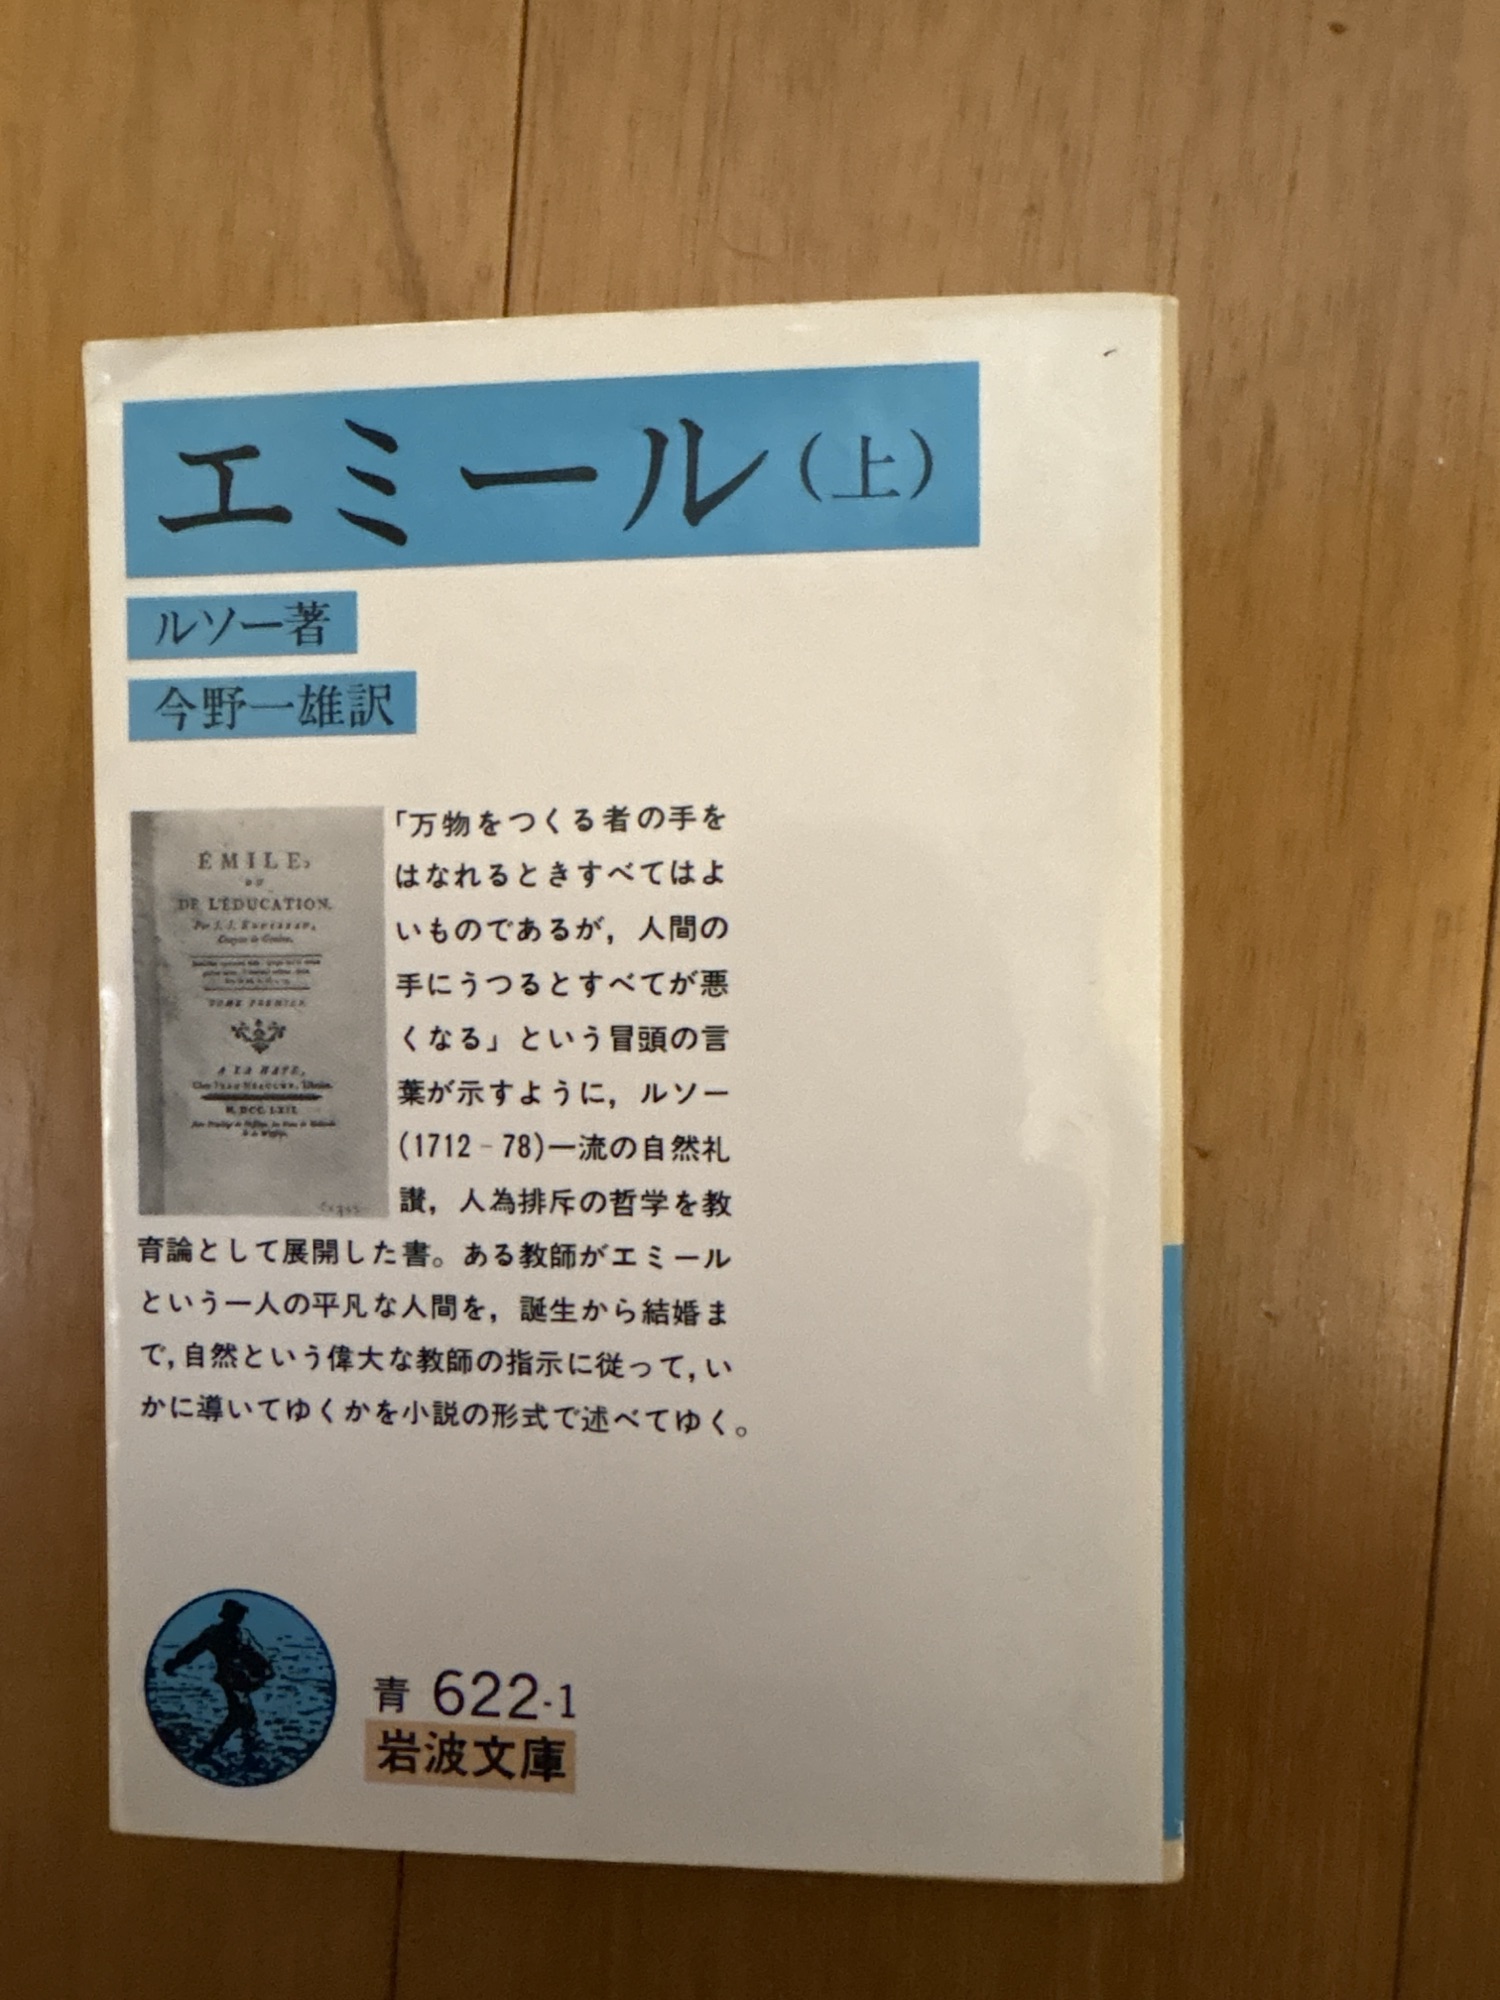 エミール(上)
ルソー著
今野一雄訳
ÉMILE,
OU
DE L'ÉDUCATION.
Par J. J. ROUSSEAU,
Citoyen de Genève.
TOME PREMIER.
A LA HAYE,
Chez JEAN NÉAULME, Libraire.
M. DCC. LXII.
「万物をつくる者の手を
はなれるときすべてはよ
いものであるが，人間の
手にうつるとすべてが悪
くなる」という冒頭の言
葉が示すように，ルソー
(1712‐78)一流の自然礼
讃，人為排斥の哲学を教
育論として展開した書。ある教師がエミール
という一人の平凡な人間を，誕生から結婚ま
で，自然という偉大な教師の指示に従って，い
かに導いてゆくかを小説の形式で述べてゆく。
青 622-1
岩波文庫